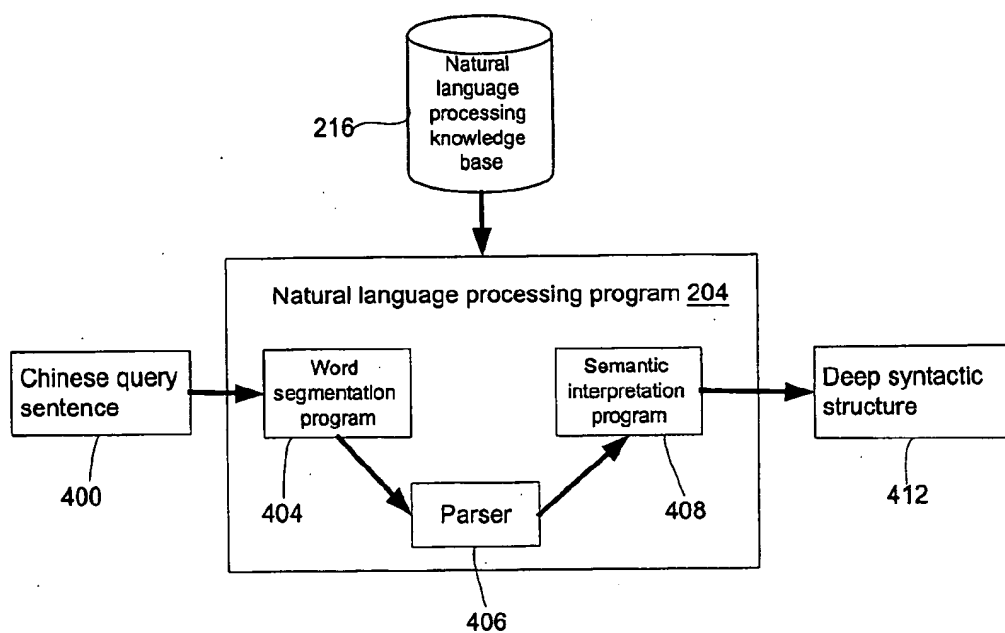 Natural
language
processing
knowledge
base
216
Natural language processing program 204
Chinese query
sentence
Word
segmentation
program
Semantic
interpretation
program
Deep syntactic
structure
400
404
Parser
408
412
406